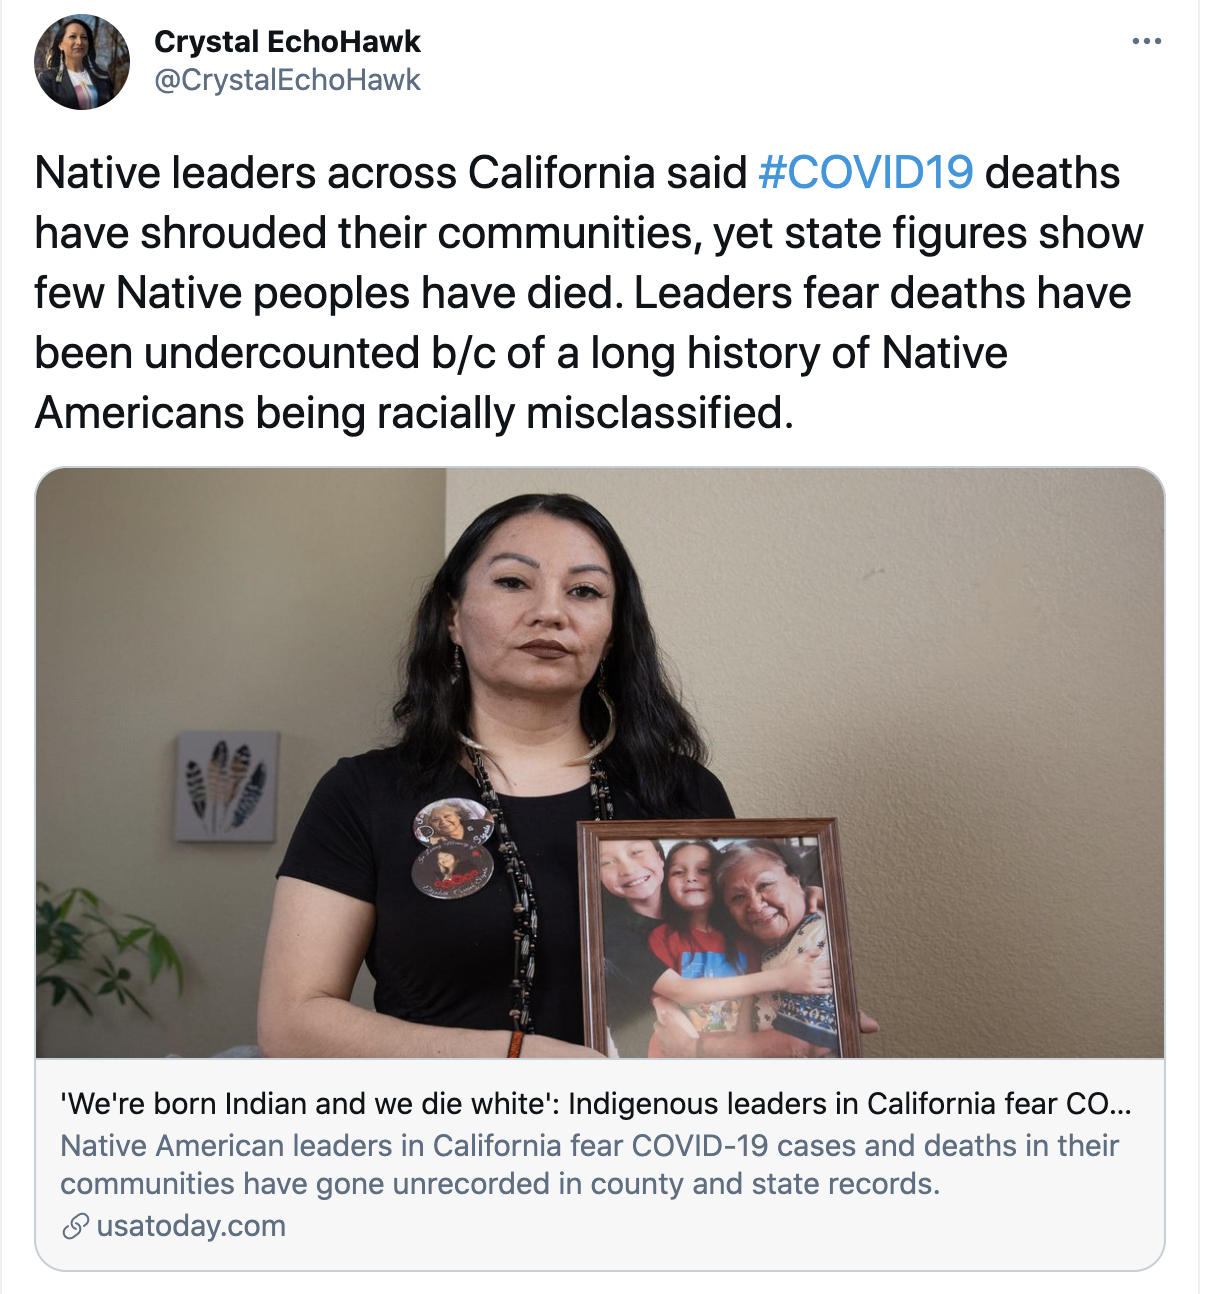 Crystal EchoHawk
@CrystalEchoHawk
Native leaders across California said #COVID19 deaths
have shrouded their communities, yet state figures show
few Native peoples have died. Leaders fear deaths have
been undercounted b/c of a long history of Native
Americans being racially misclassified.
'We're born Indian and we die white': Indigenous leaders in California fear CO...
Native American leaders in California fear COVID-19 cases and deaths in their
communities have gone unrecorded in county and state records.
usatoday.com